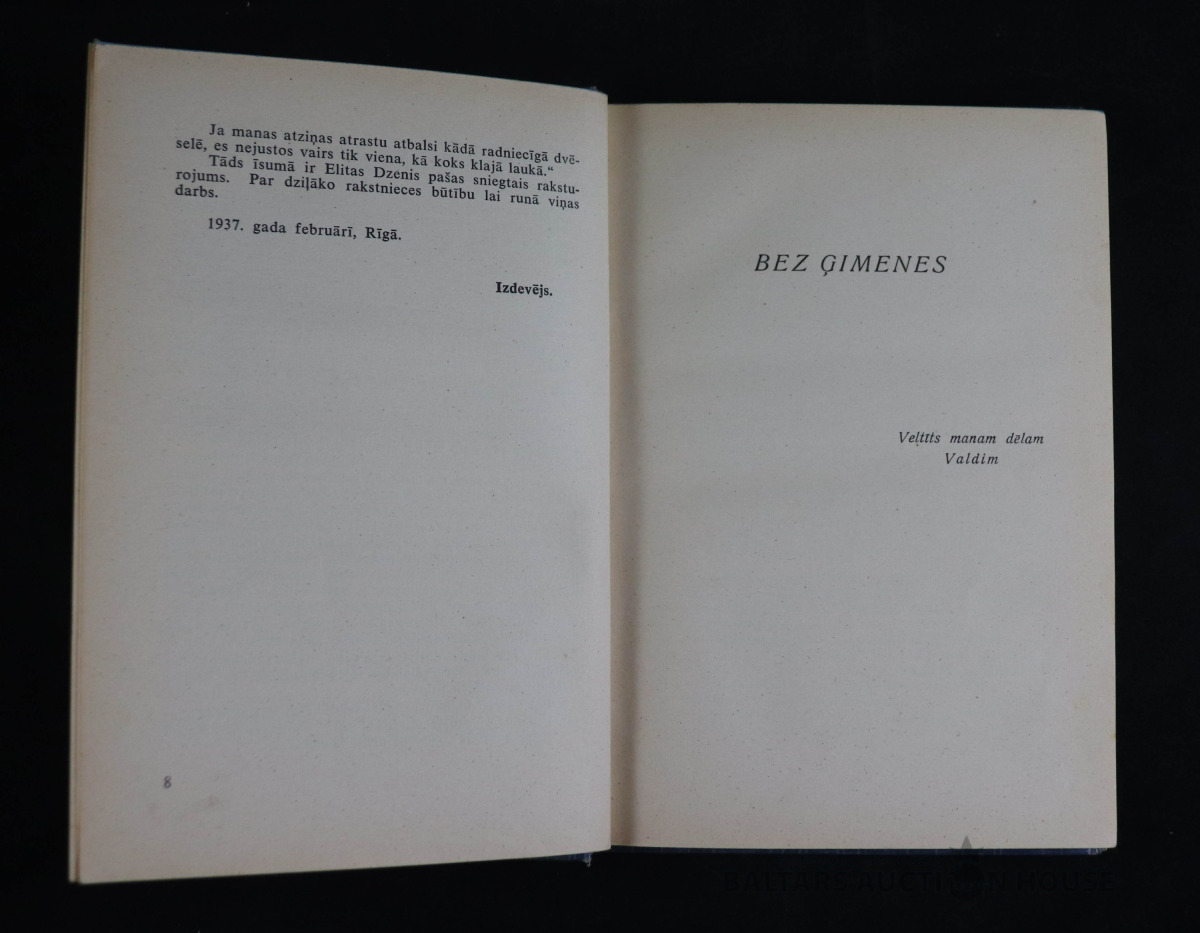 Ja manas atziņas atrastu atbalsi kādā radniecīgā dvē-
selē, es nejustos vairs tik viena, kā koks klajā laukā.“
Tāds īsumā ir Elitas Dzenis pašas sniegtais rakstu-
rojums. Par dziļāko rakstnieces būtību lai runā viņas
darbs.
1937. gada februārī, Rīgā.
Izdevējs.
8
BEZ ĢIMENES
Veļtīts manam dēlam
Valdim
BALTARS AUCTION HOUSE